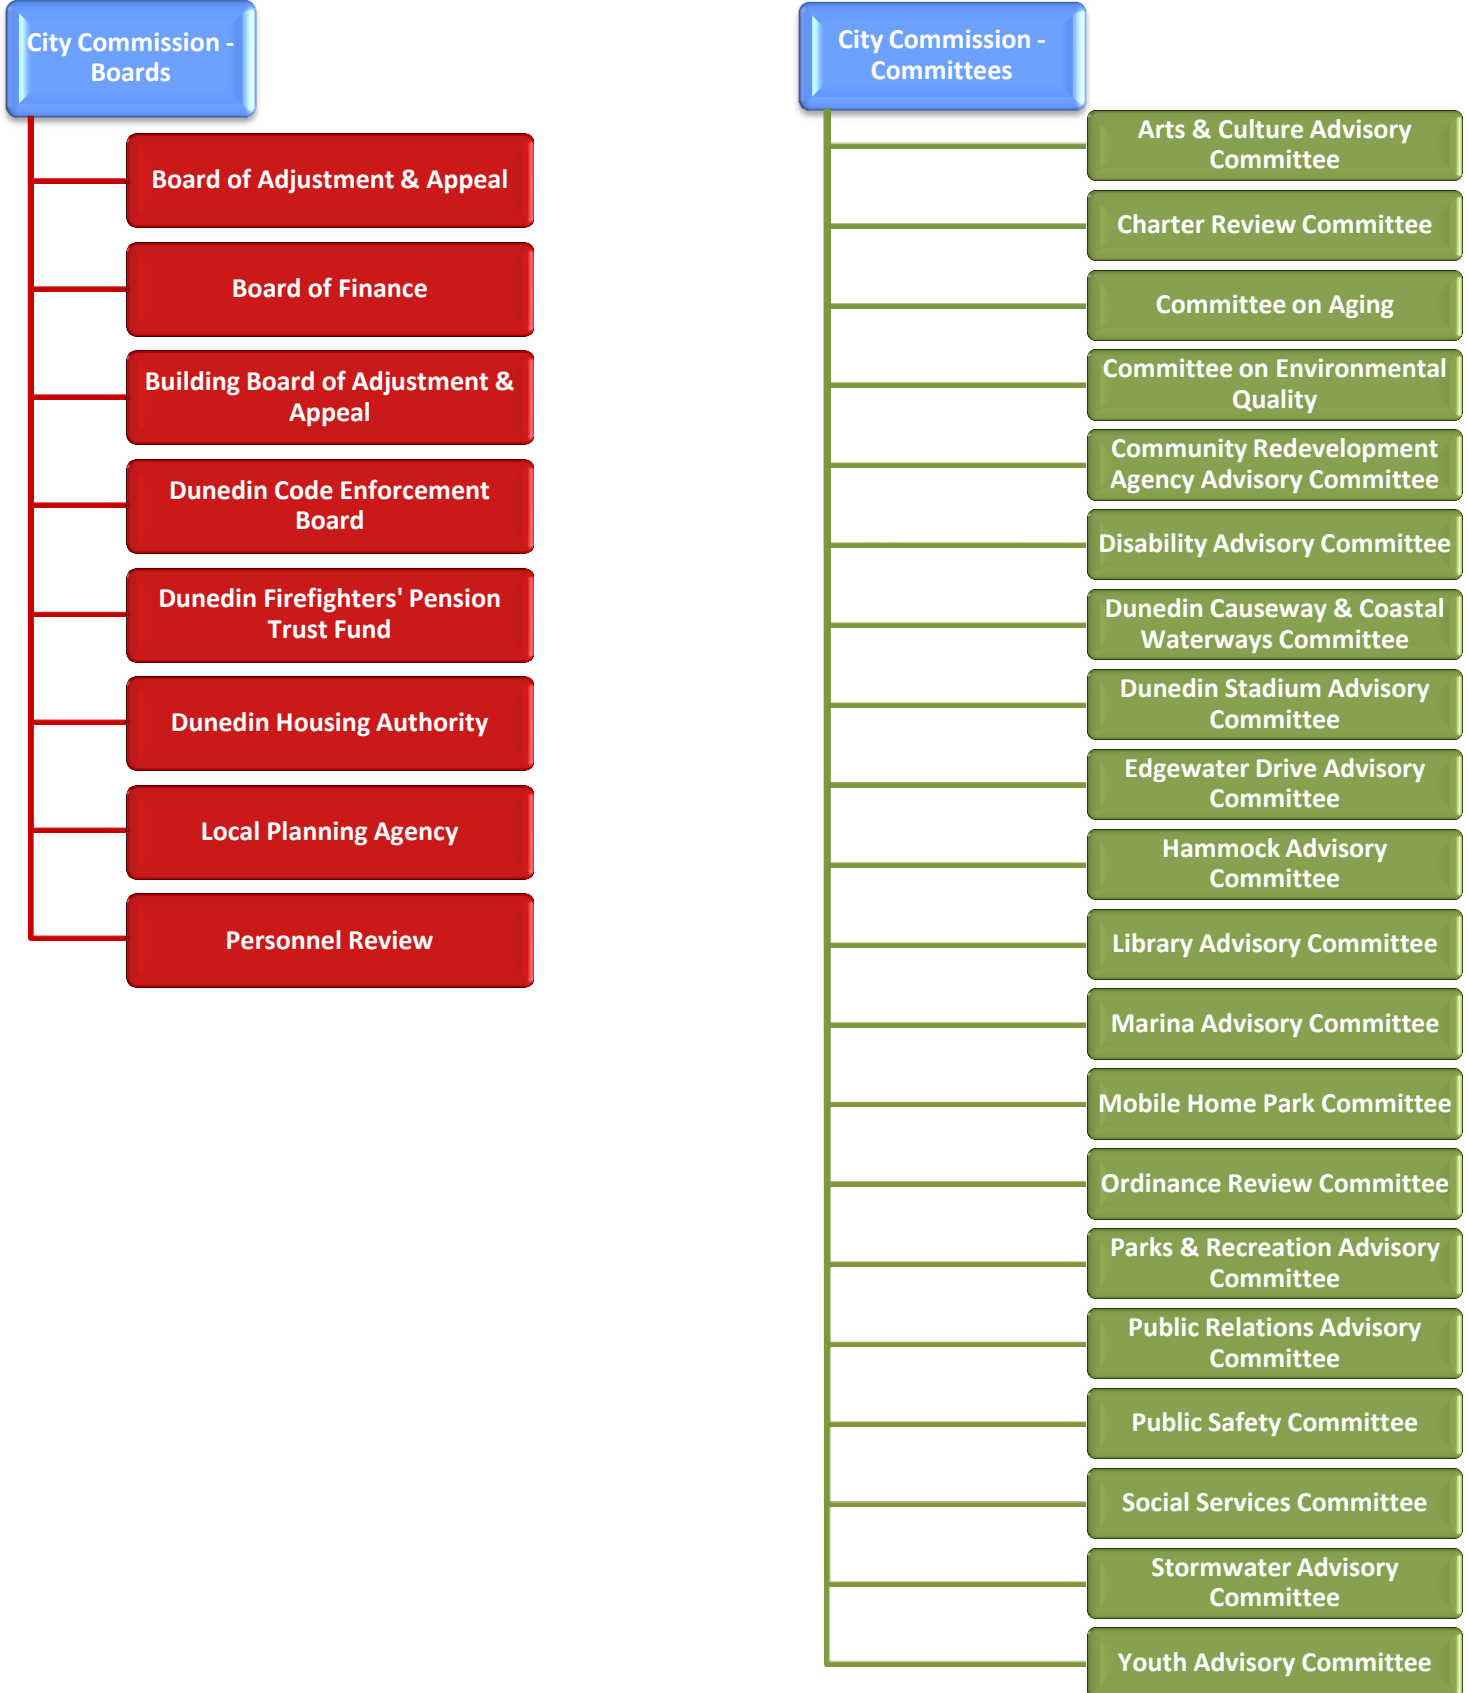 City Commission -
Boards
Board of Adjustment & Appeal
Board of Finance
Building Board of Adjustment &
Appeal
Dunedin Code Enforcement
Board
Dunedin Firefighters' Pension
Trust Fund
Dunedin Housing Authority
Local Planning Agency
Personnel Review
City Commission -
Committees
Arts & Culture Advisory
Committee
Charter Review Committee
Committee on Aging
Committee on Environmental
Quality
Community Redevelopment
Agency Advisory Committee
Disability Advisory Committee
Dunedin Causeway & Coastal
Waterways Committee
Dunedin Stadium Advisory
Committee
Edgewater Drive Advisory
Committee
Hammock Advisory
Committee
Library Advisory Committee
Marina Advisory Committee
Mobile Home Park Committee
Ordinance Review Committee
Parks & Recreation Advisory
Committee
Public Relations Advisory
Committee
Public Safety Committee
Social Services Committee
Stormwater Advisory
Committee
Youth Advisory Committee